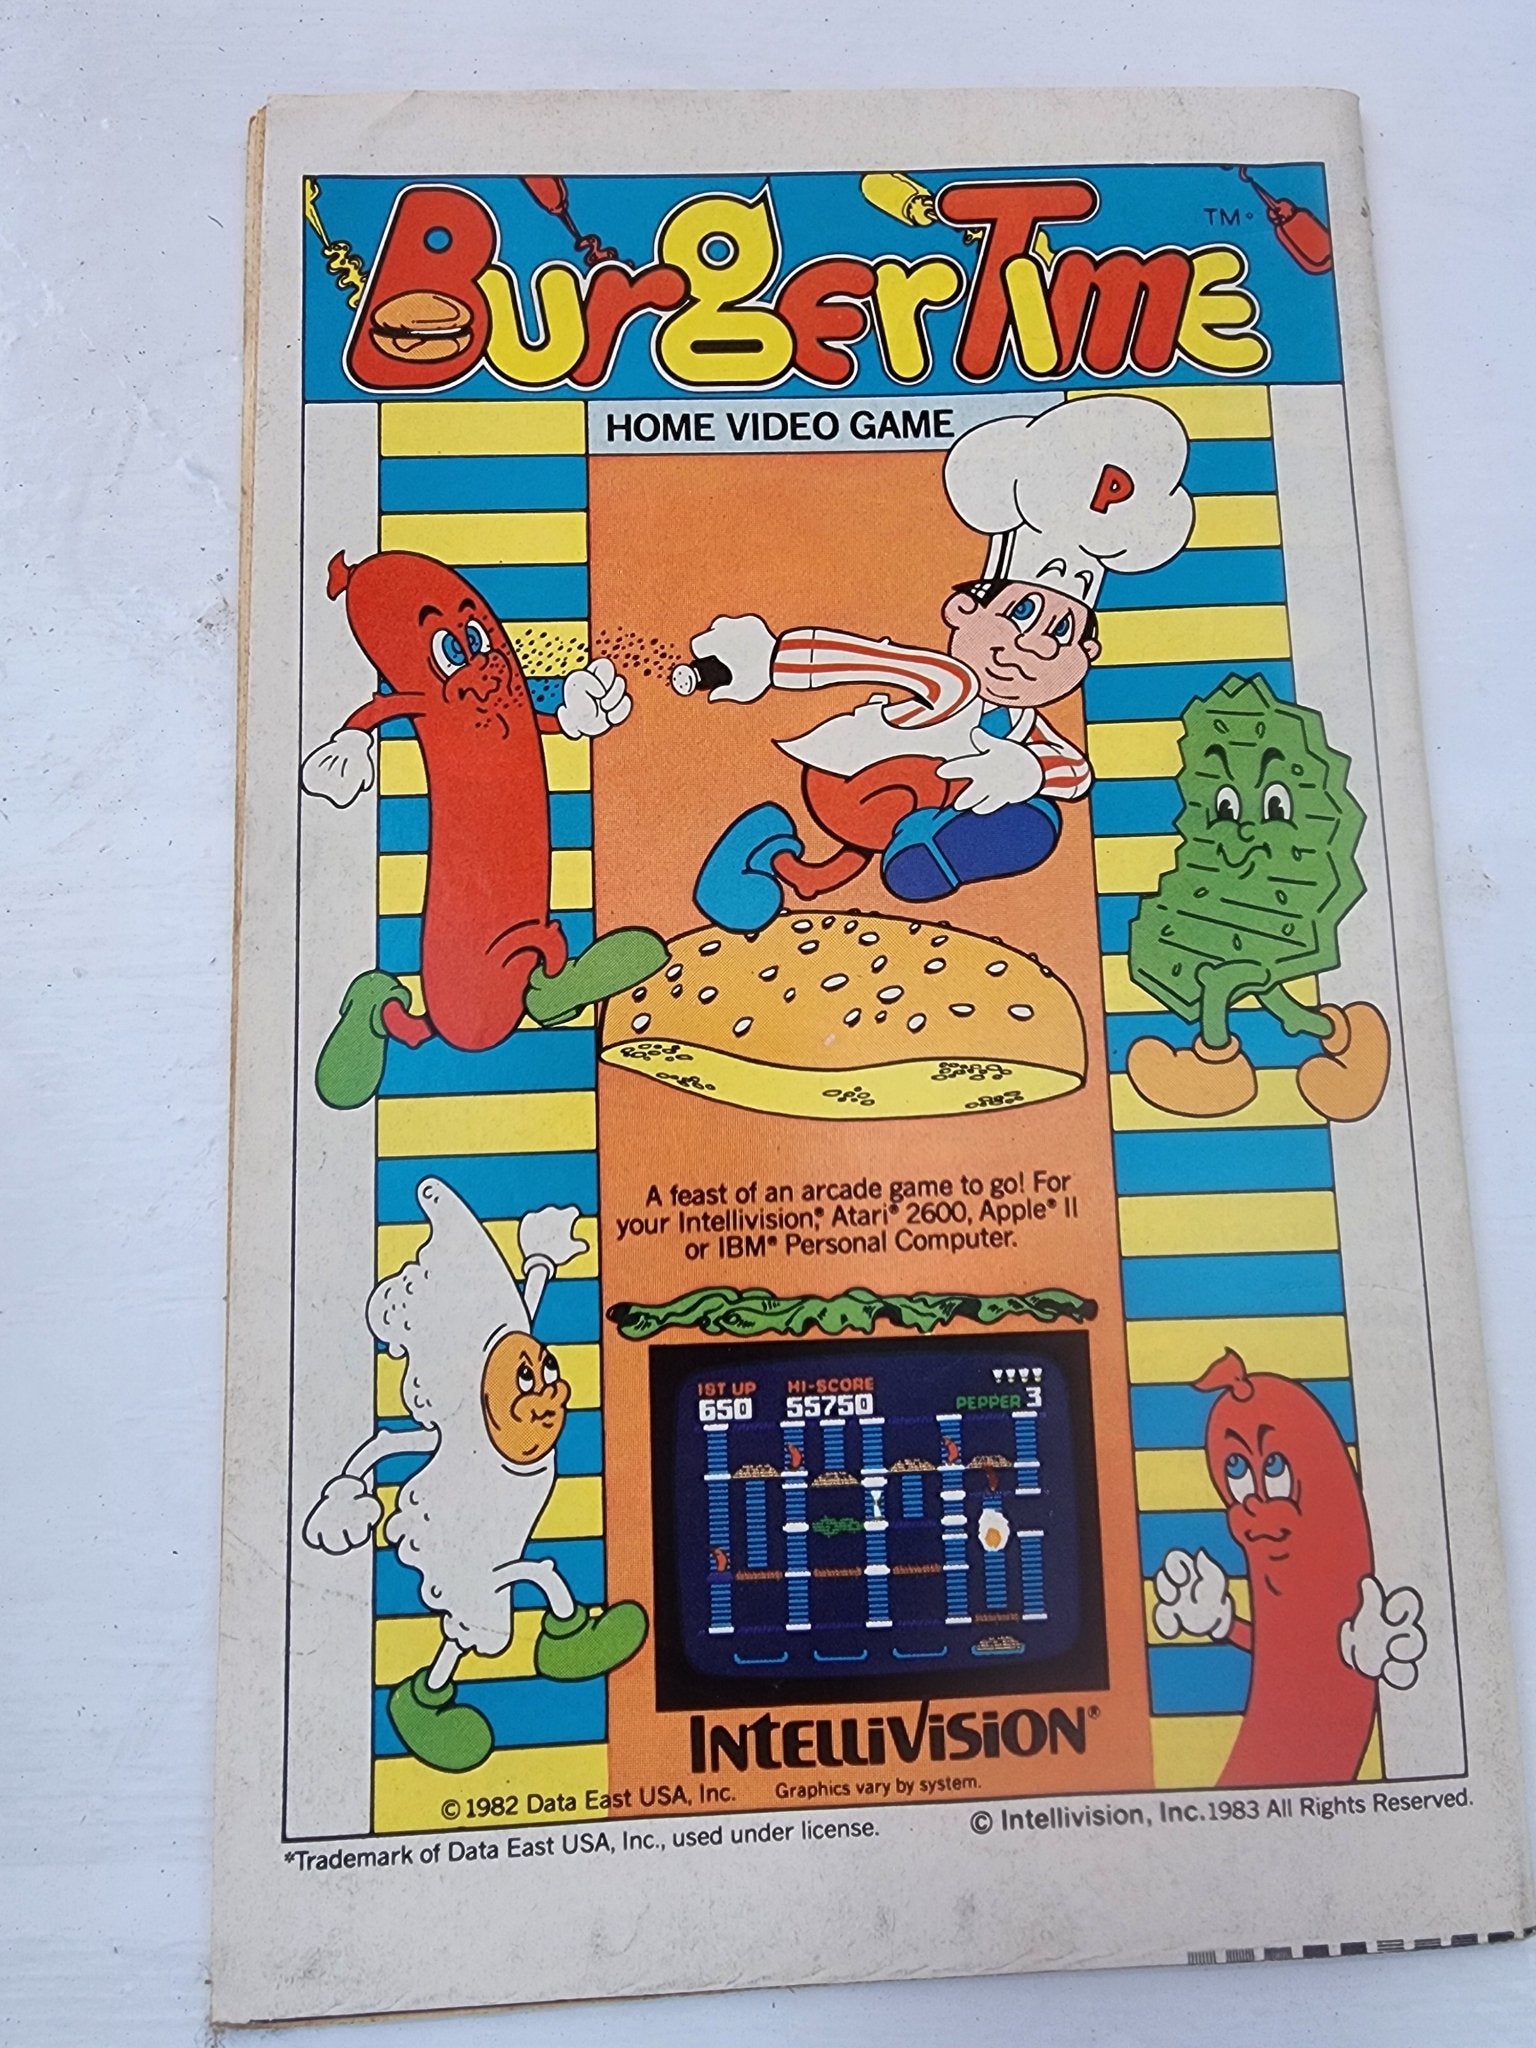 BurgerTime
TM*
HOME VIDEO GAME
P
A feast of an arcade game to go! For
your Intellivision,® Atari® 2600, Apple® II
or IBM® Personal Computer.
1ST UP HI-SCORE
650 55750 PEPPER 3
INTELLIVISION®
© 1982 Data East USA, Inc. Graphics vary by system.
*Trademark of Data East USA, Inc., used under license. © Intellivision, Inc. 1983 All Rights Reserved.